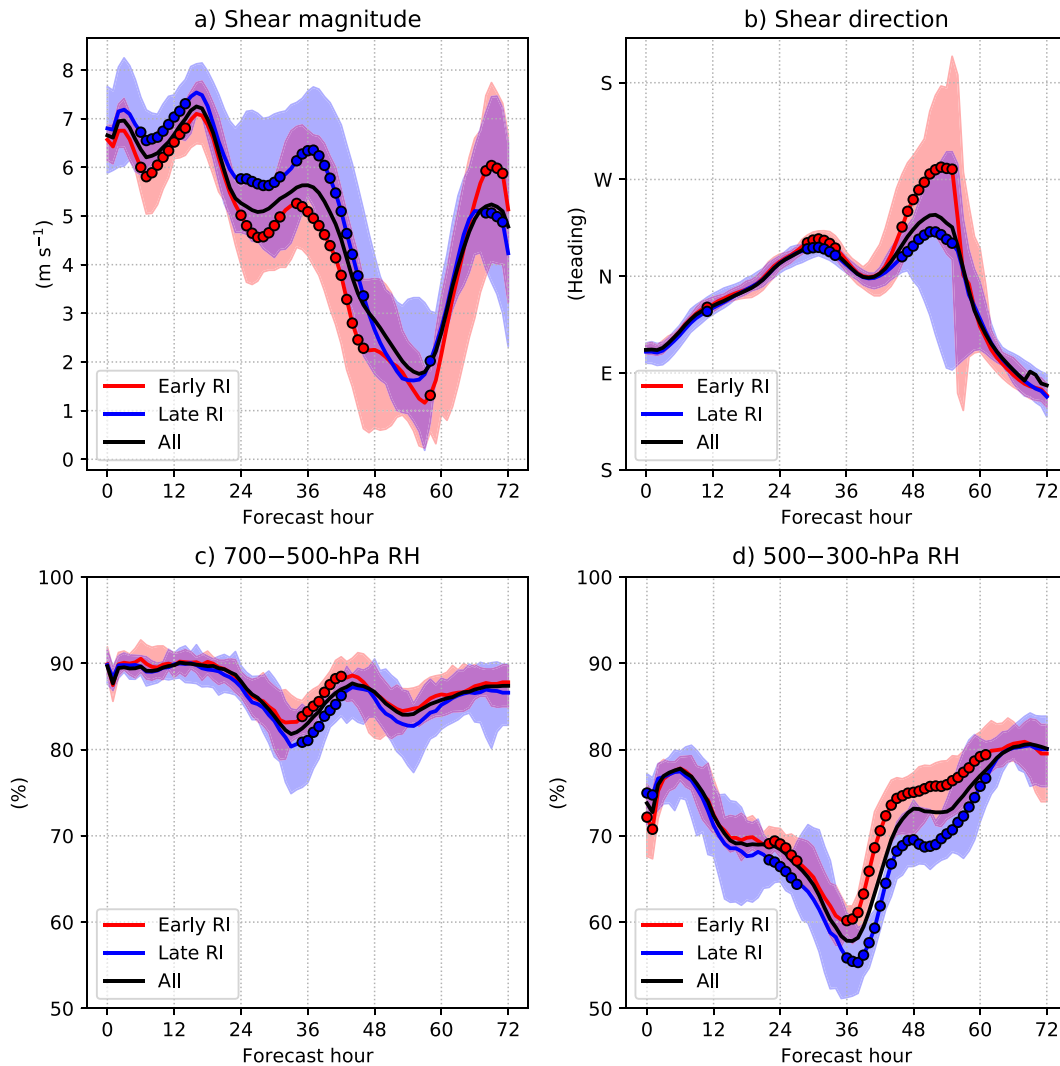 a) Shear magnitude
8
7
6
5
4
3
2
1
0
(m s⁻¹)
Early RI
Late RI
All
0 12 24 36 48 60 72
Forecast hour
b) Shear direction
S
W
N
E
S
(Heading)
Early RI
Late RI
All
0 12 24 36 48 60 72
Forecast hour
c) 700−500-hPa RH
100
90
80
70
60
50
(%)
Early RI
Late RI
All
0 12 24 36 48 60 72
Forecast hour
d) 500−300-hPa RH
100
90
80
70
60
50
(%)
Early RI
Late RI
All
0 12 24 36 48 60 72
Forecast hour